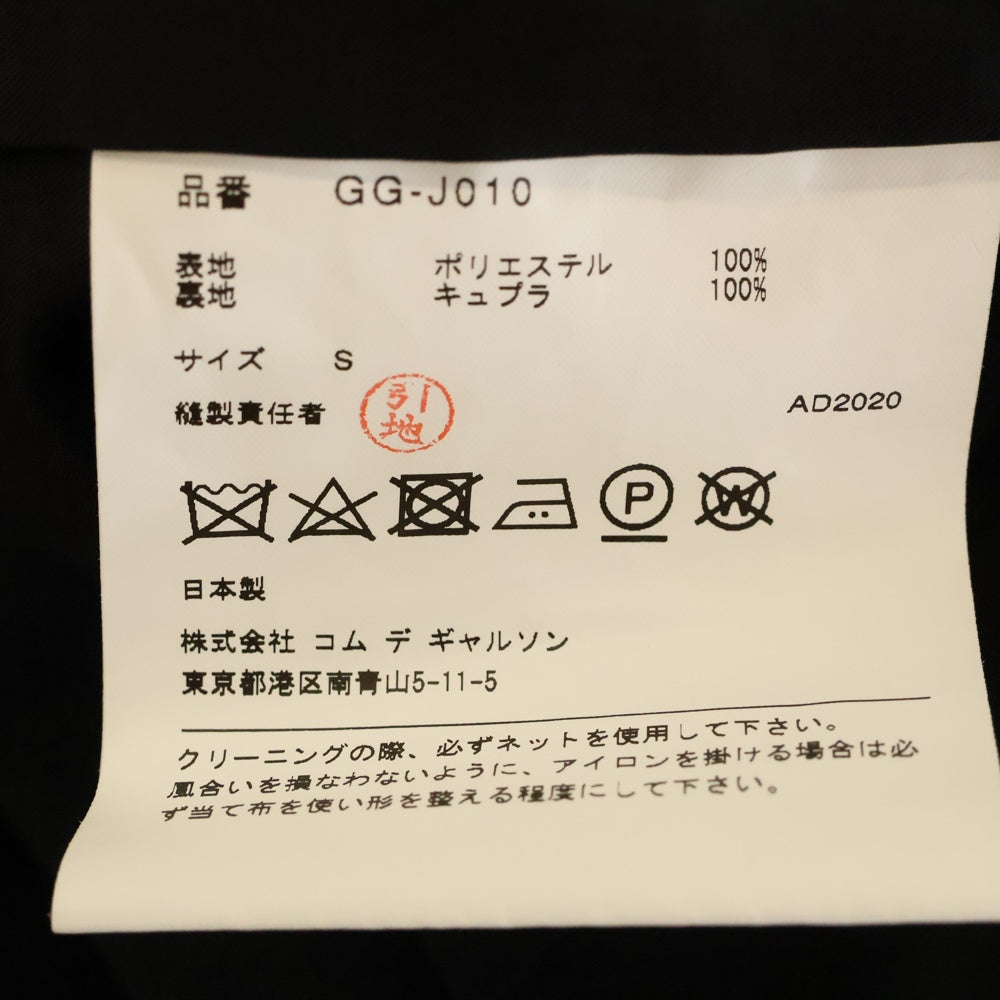 品番 GG-J010
表地 ポリエステル 100%
裏地 キュプラ 100%
サイズ S
縫製責任者 引地
AD2020
P W
日本製
株式会社 コム デ ギャルソン
東京都港区南青山5-11-5
クリーニングの際、必ずネットを使用して下さい。
風合いを損なわないように、アイロンを掛ける場合は必
ず当て布を使い形を整える程度にして下さい。